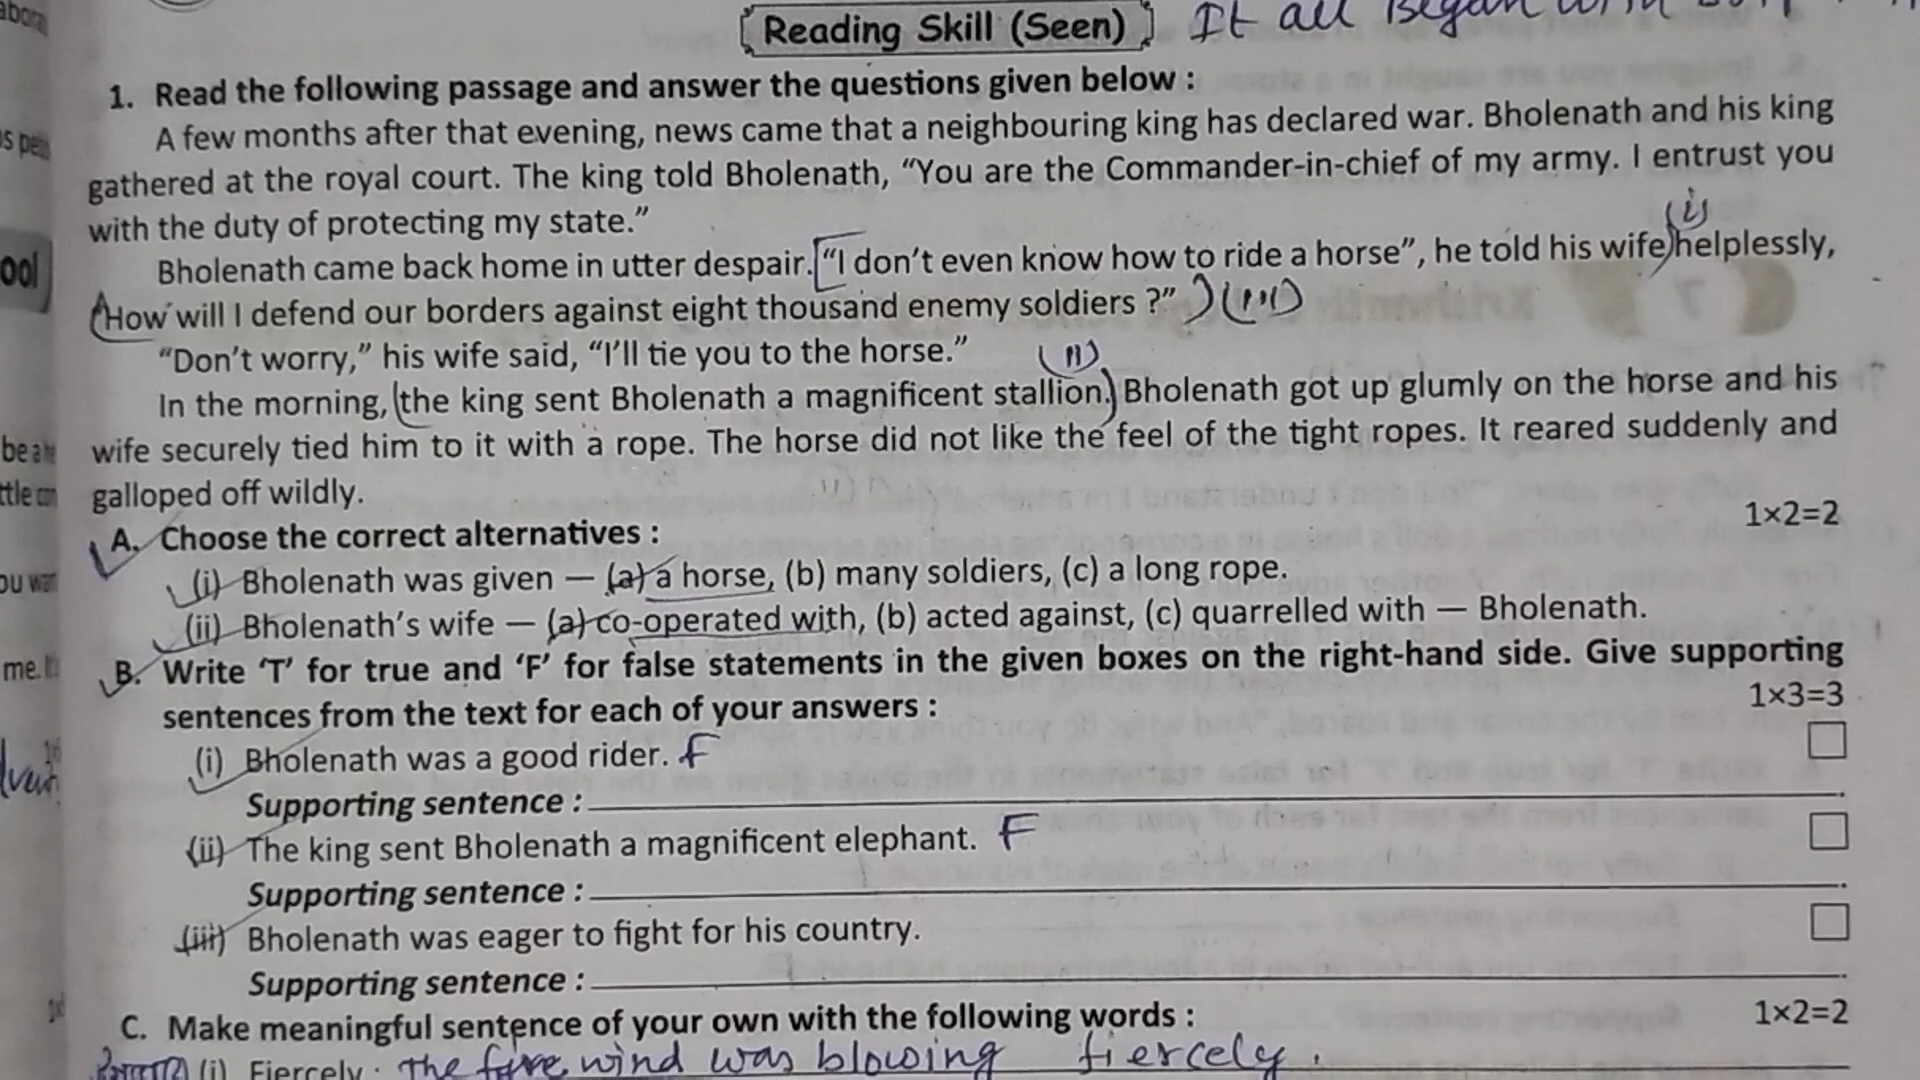 Reading Skill (Seen) It all Began with
1. Read the following passage and answer the questions given below :
A few months after that evening, news came that a neighbouring king has declared war. Bholenath and his king
gathered at the royal court. The king told Bholenath, “You are the Commander-in-chief of my army. I entrust you
with the duty of protecting my state.”
(i)
Bholenath came back home in utter despair. “I don’t even know how to ride a horse”, he told his wife helplessly,
How will I defend our borders against eight thousand enemy soldiers ?” (iii)
“Don’t worry,” his wife said, “I’ll tie you to the horse.” (ii)
In the morning, the king sent Bholenath a magnificent stallion. Bholenath got up glumly on the horse and his
wife securely tied him to it with a rope. The horse did not like the feel of the tight ropes. It reared suddenly and
galloped off wildly.
A. Choose the correct alternatives : 1×2=2
(i) Bholenath was given — (a) a horse, (b) many soldiers, (c) a long rope.
(ii) Bholenath’s wife — (a) co-operated with, (b) acted against, (c) quarrelled with — Bholenath.
B. Write ‘T’ for true and ‘F’ for false statements in the given boxes on the right-hand side. Give supporting
sentences from the text for each of your answers : 1×3=3
(i) Bholenath was a good rider. F
Supporting sentence :
(ii) The king sent Bholenath a magnificent elephant. F
Supporting sentence :
(iii) Bholenath was eager to fight for his country.
Supporting sentence :
C. Make meaningful sentence of your own with the following words : 1×2=2
(i) Fiercely : The wind was blowing fiercely.